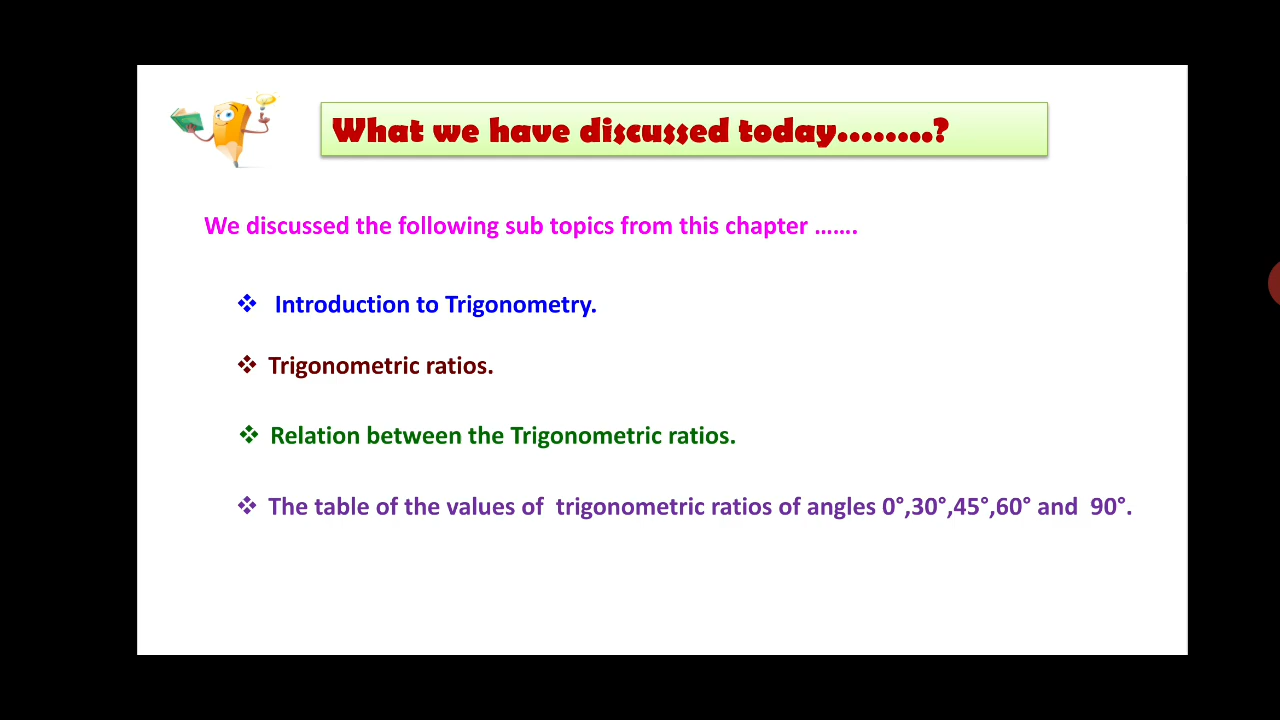 What we have discussed today........?
We discussed the following sub topics from this chapter .......
❖ Introduction to Trigonometry.
❖ Trigonometric ratios.
❖ Relation between the Trigonometric ratios.
❖ The table of the values of trigonometric ratios of angles 0°,30°,45°,60° and 90°.